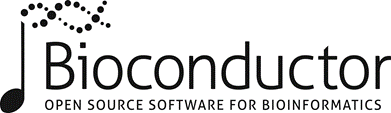 Bioconductor
OPEN SOURCE SOFTWARE FOR BIOINFORMATICS